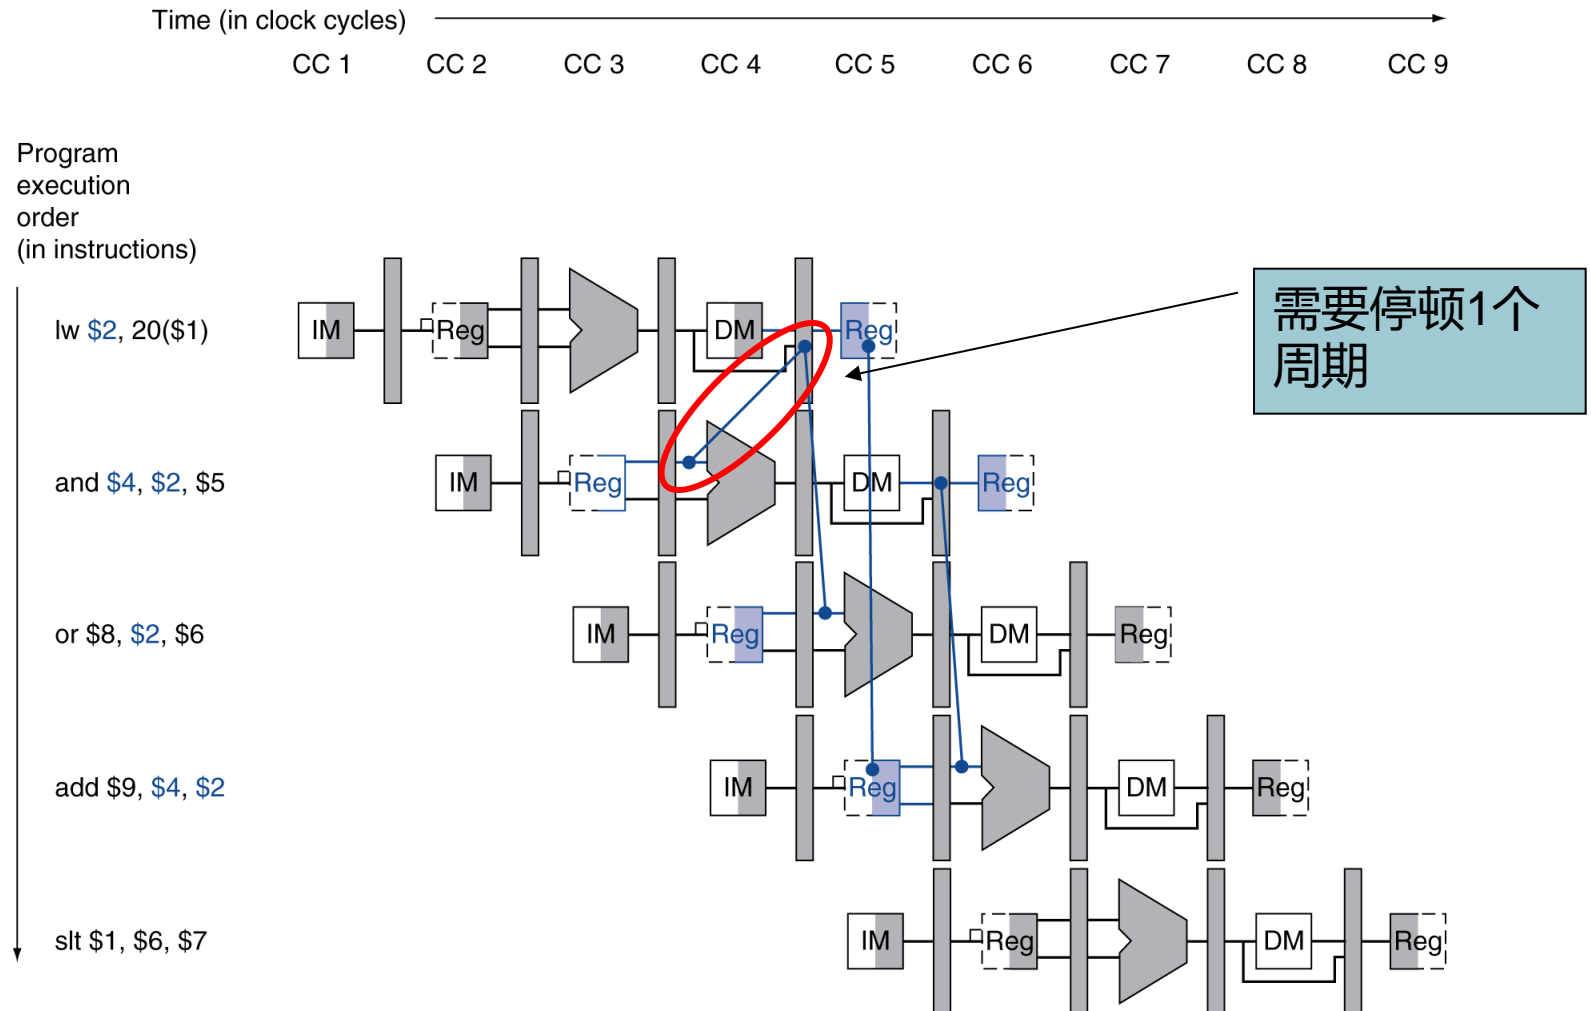 Time (in clock cycles)
CC 1 CC 2 CC 3 CC 4 CC 5 CC 6 CC 7 CC 8 CC 9
Program
execution
order
(in instructions)
需要停顿1个
周期
lw $2, 20($1) IM Reg DM Reg
and $4, $2, $5 IM Reg DM Reg
or $8, $2, $6 IM Reg DM Reg
add $9, $4, $2 IM Reg DM Reg
slt $1, $6, $7 IM Reg DM Reg